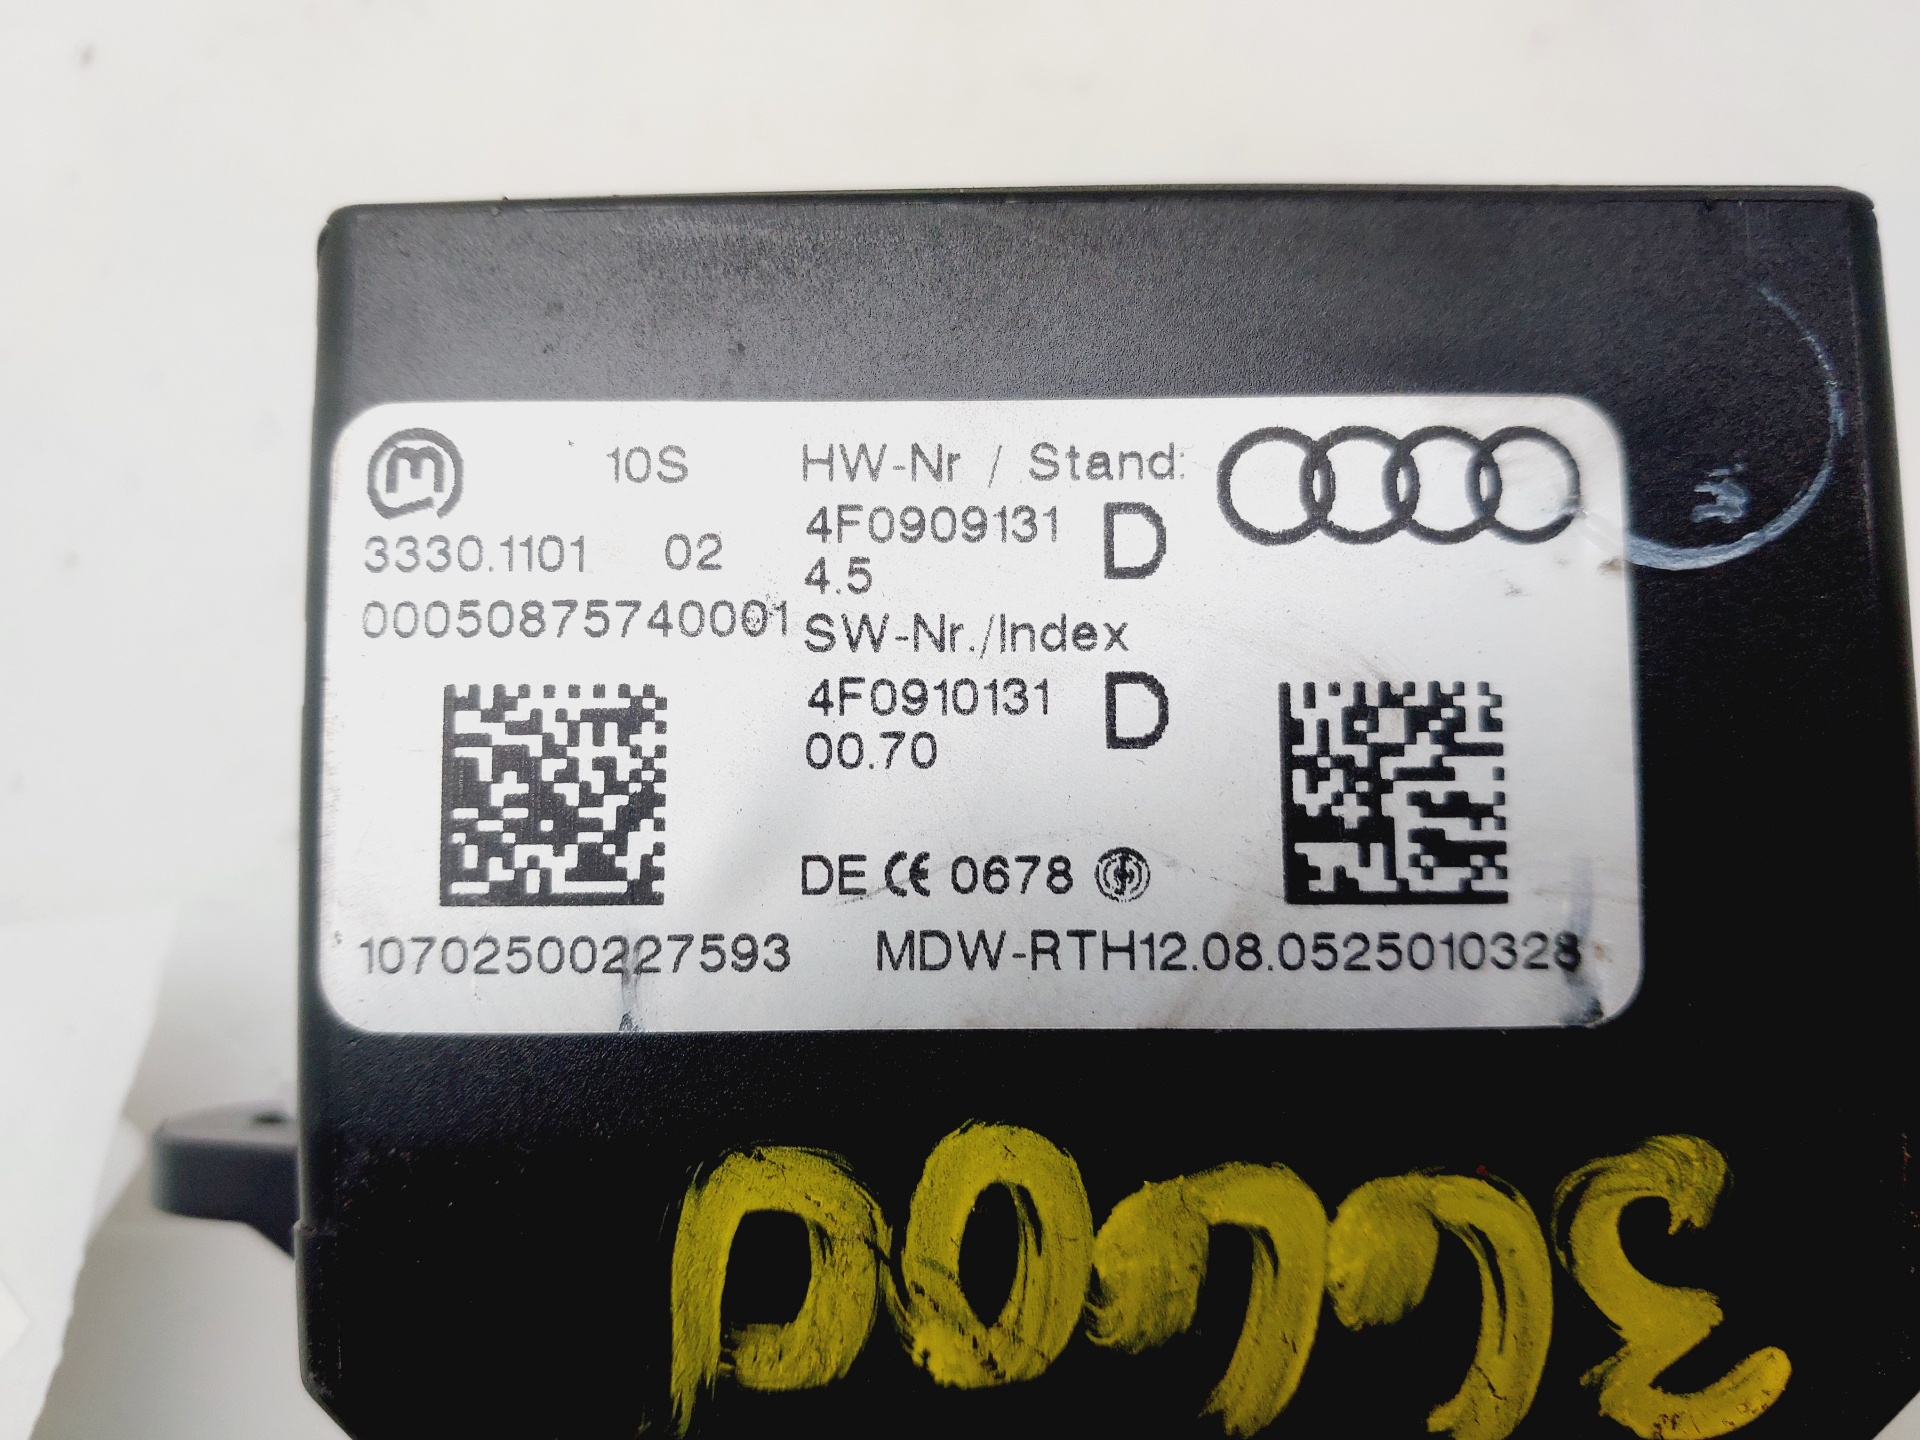 m
10S
3330.1101 02
00050875740001
HW-Nr / Stand:
4F0909131 D
4.5
SW-Nr./Index
4F0910131 D
00.70
DE CE 0678
10702500227593
MDW-RTH12.08.0525010328